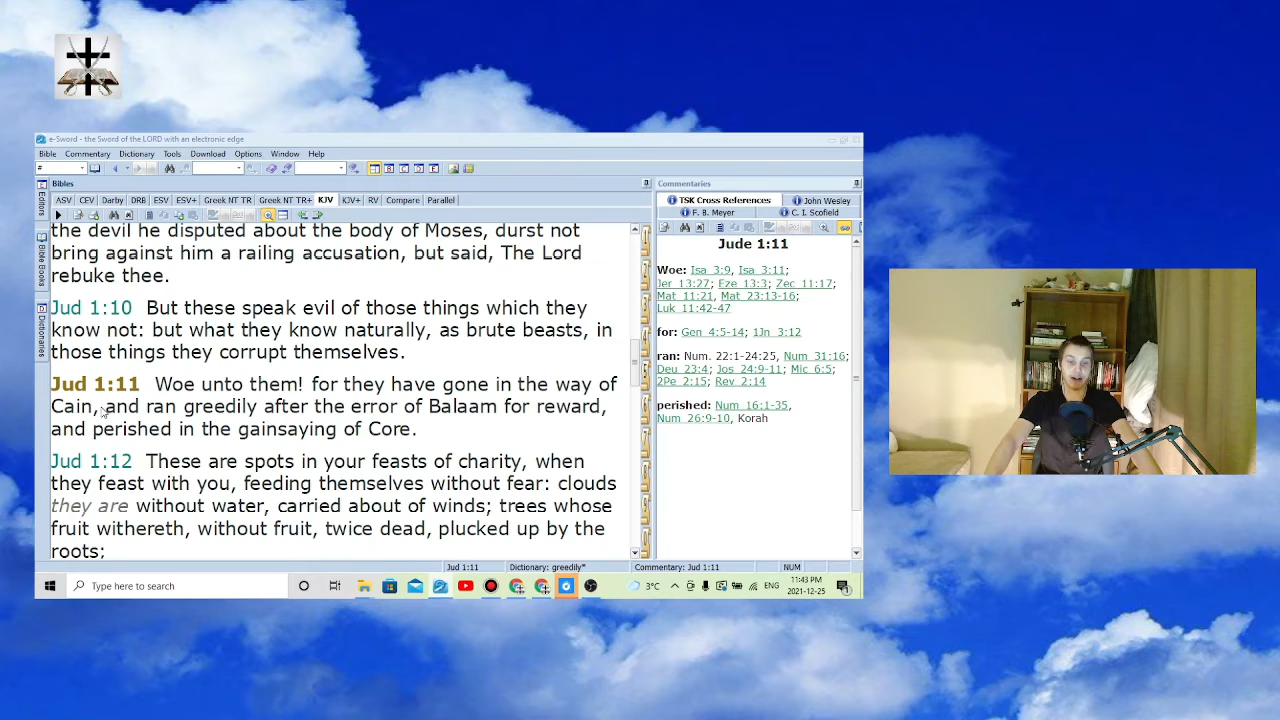 e-Sword - the Sword of the LORD with an electronic edge
Bible Commentary Dictionary Tools Download Options Window Help
#
Bibles
ASV CEV Darby DRB ESV ESV+ Greek NT TR Greek NT TR+ KJV KJV+ RV Compare Parallel
Editors
Bible Books
Dictionaries
the devil he disputed about the body of Moses, durst not
bring against him a railing accusation, but said, The Lord
rebuke thee.
Jud 1:10 But these speak evil of those things which they
know not: but what they know naturally, as brute beasts, in
those things they corrupt themselves.
Jud 1:11 Woe unto them! for they have gone in the way of
Cain, and ran greedily after the error of Balaam for reward,
and perished in the gainsaying of Core.
Jud 1:12 These are spots in your feasts of charity, when
they feast with you, feeding themselves without fear: clouds
they are without water, carried about of winds; trees whose
fruit withereth, without fruit, twice dead, plucked up by the
roots;
Commentaries
TSK Cross References John Wesley
F. B. Meyer C. I. Scofield
Jude 1:11
Woe: Isa 3:9, Isa 3:11;
Jer 13:27; Eze 13:3; Zec 11:17;
Mat 11:21, Mat 23:13-16;
Luk 11:42-47
for: Gen 4:5-14; 1Jn 3:12
ran: Num. 22:1-24:25, Num 31:16;
Deu 23:4; Jos 24:9-11; Mic 6:5;
2Pe 2:15; Rev 2:14
perished: Num 16:1-35,
Num 26:9-10, Korah
Jud 1:11 Dictionary: greedily* Commentary: Jud 1:11 NUM
Type here to search
3°C ENG
11:43 PM
2021-12-25